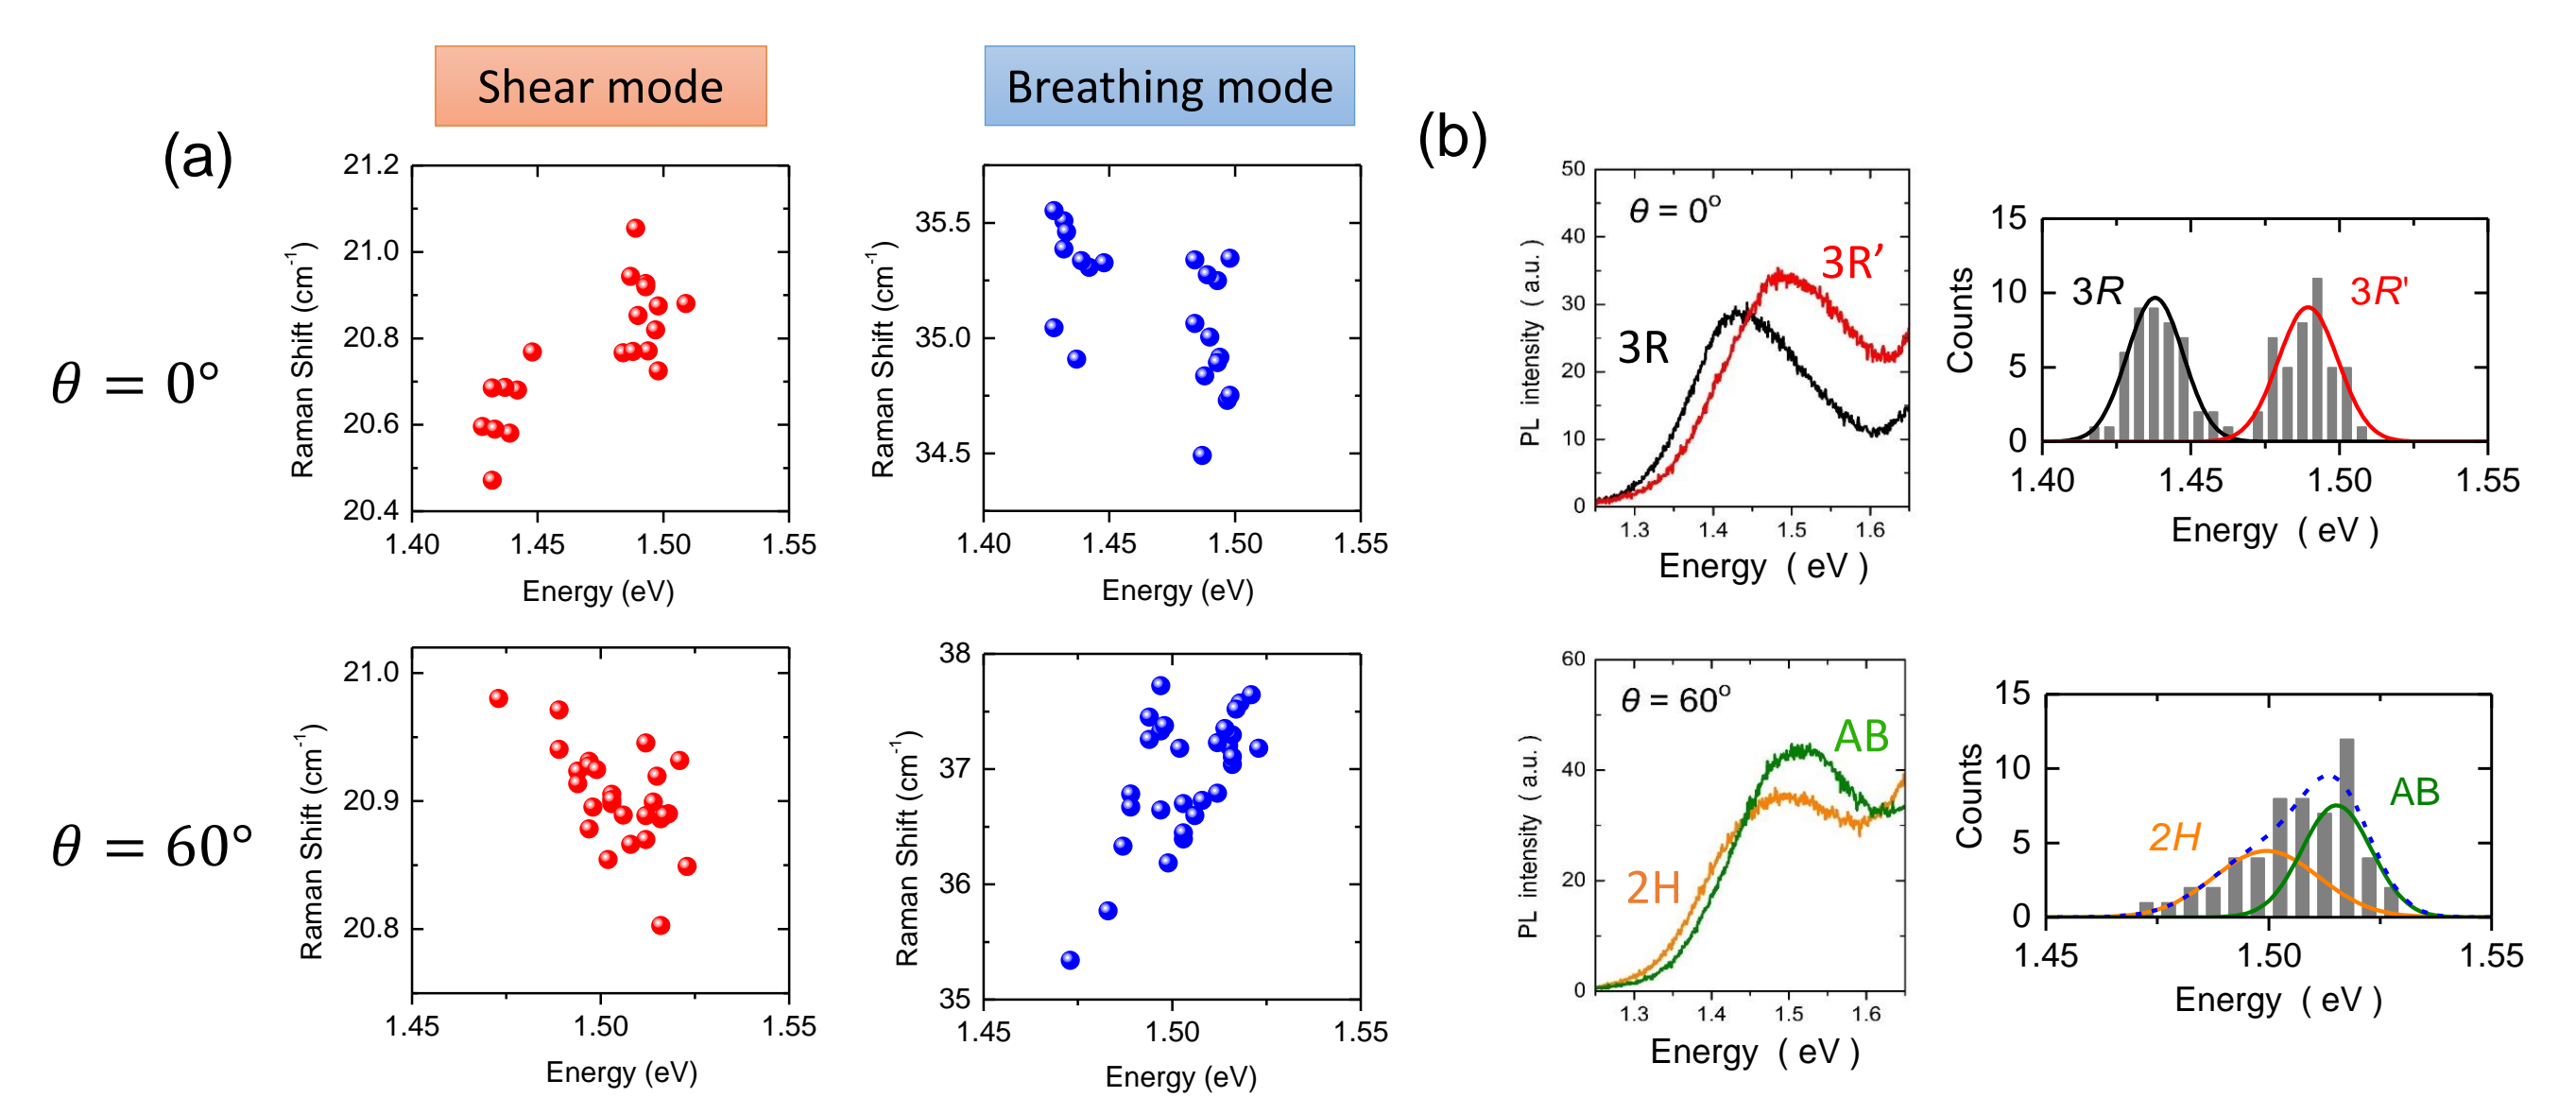 Shear mode
Breathing mode
(a)
(b)
θ = 0°
21.2
21.0
20.8
20.6
20.4
1.40 1.45 1.50 1.55
Raman Shift (cm⁻¹)
Energy (eV)
35.5
35.0
34.5
1.40 1.45 1.50 1.55
Raman Shift (cm⁻¹)
Energy (eV)
50
40
30
20
10
0
1.3 1.4 1.5 1.6
PL intensity ( a.u. )
Energy ( eV )
θ = 0°
3R'
3R
15
10
5
0
1.40 1.45 1.50 1.55
Counts
Energy ( eV )
3R
3R'
θ = 60°
21.0
20.9
20.8
1.45 1.50 1.55
Raman Shift (cm⁻¹)
Energy (eV)
38
37
36
35
1.45 1.50 1.55
Raman Shift (cm⁻¹)
Energy (eV)
60
40
20
0
1.3 1.4 1.5 1.6
PL intensity ( a.u. )
Energy ( eV )
θ = 60°
AB
2H
15
10
5
0
1.45 1.50 1.55
Counts
Energy ( eV )
2H
AB